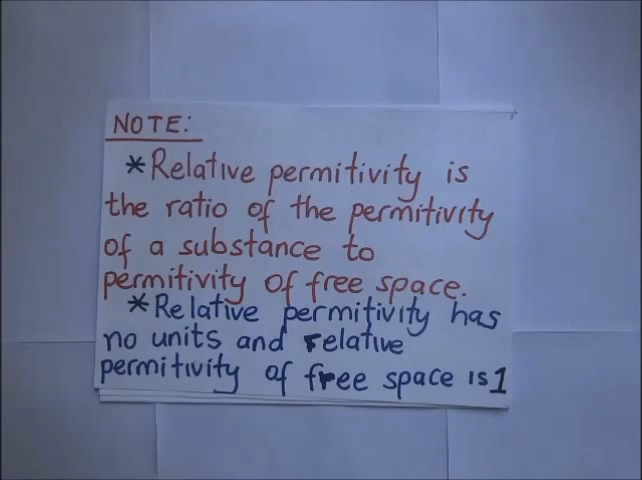 NOTE:
*Relative permitivity is
the ratio of the permitivity
of a substance to
permitivity of free space.
*Relative permitivity has
no units and relative
permitivity of free space is 1